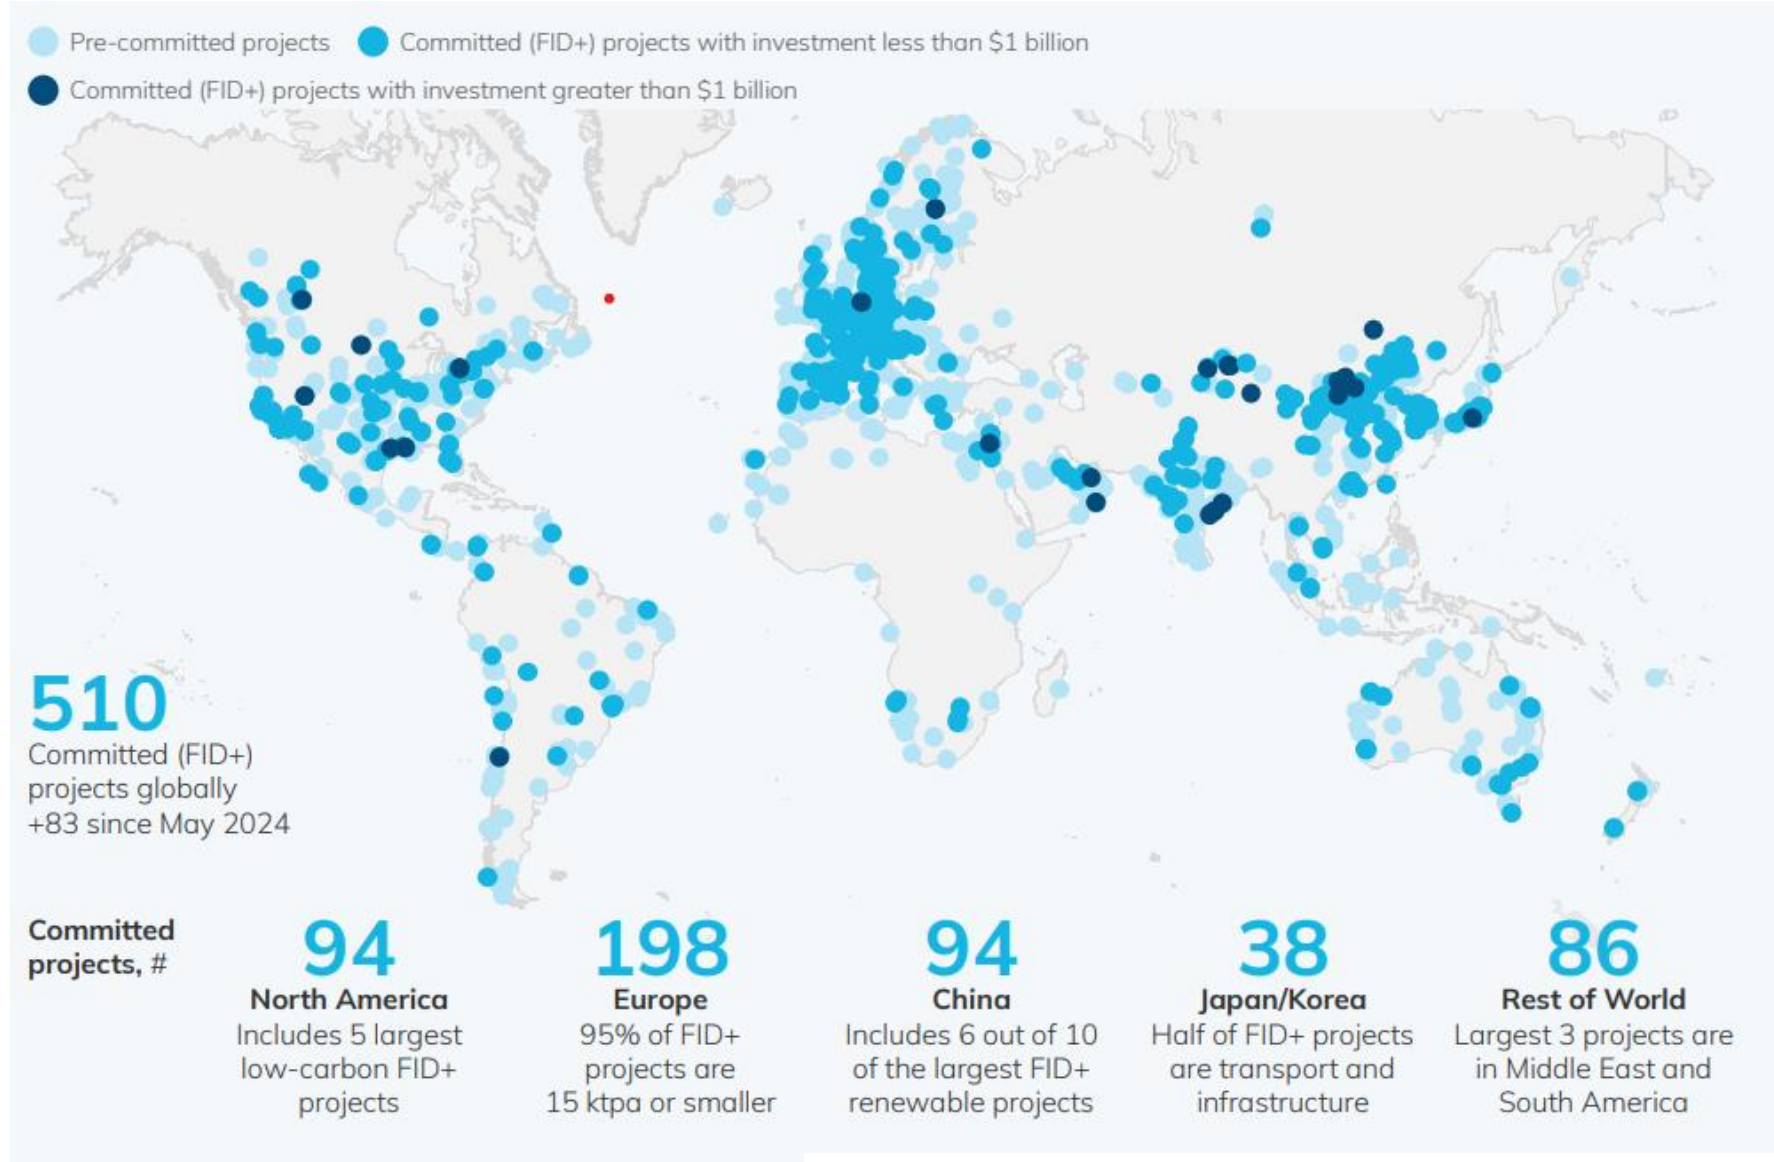 Pre-committed projects
Committed (FID+) projects with investment less than $1 billion
Committed (FID+) projects with investment greater than $1 billion
510
Committed (FID+)
projects globally
+83 since May 2024
Committed
projects, #
94
North America
Includes 5 largest
low-carbon FID+
projects
198
Europe
95% of FID+
projects are
15 ktpa or smaller
94
China
Includes 6 out of 10
of the largest FID+
renewable projects
38
Japan/Korea
Half of FID+ projects
are transport and
infrastructure
86
Rest of World
Largest 3 projects are
in Middle East and
South America